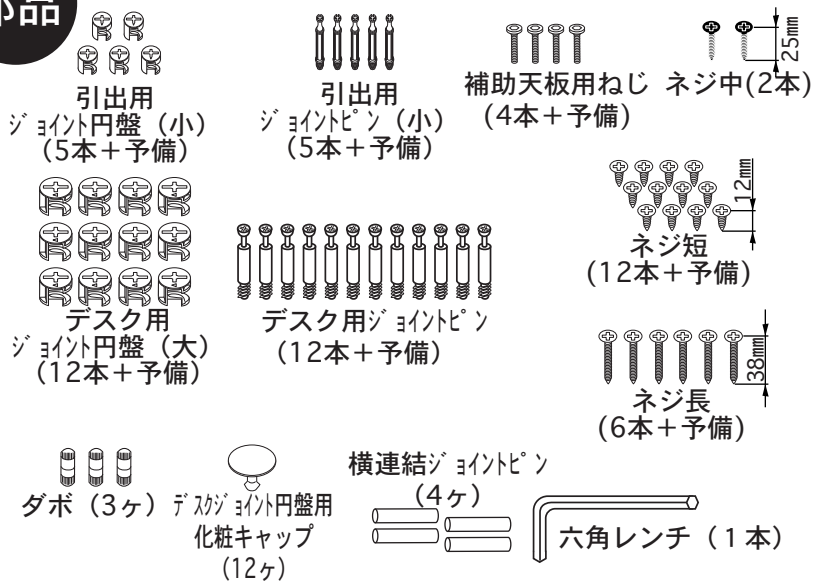 部品
引出用
ジョイント円盤（小）
(5本＋予備)
引出用
ジョイントピン（小）
(5本＋予備)
補助天板用ねじ
(4本＋予備)
25㎜
ネジ中(2本)
12㎜
ネジ短
(12本＋予備)
デスク用
ジョイント円盤（大）
(12本＋予備)
デスク用ジョイントピン
(12本＋予備)
38㎜
ネジ長
(6本＋予備)
ダボ（3ヶ）
デスクジョイント円盤用
化粧キャップ
(12ヶ)
横連結ジョイントピン
(4ヶ)
六角レンチ（1本）